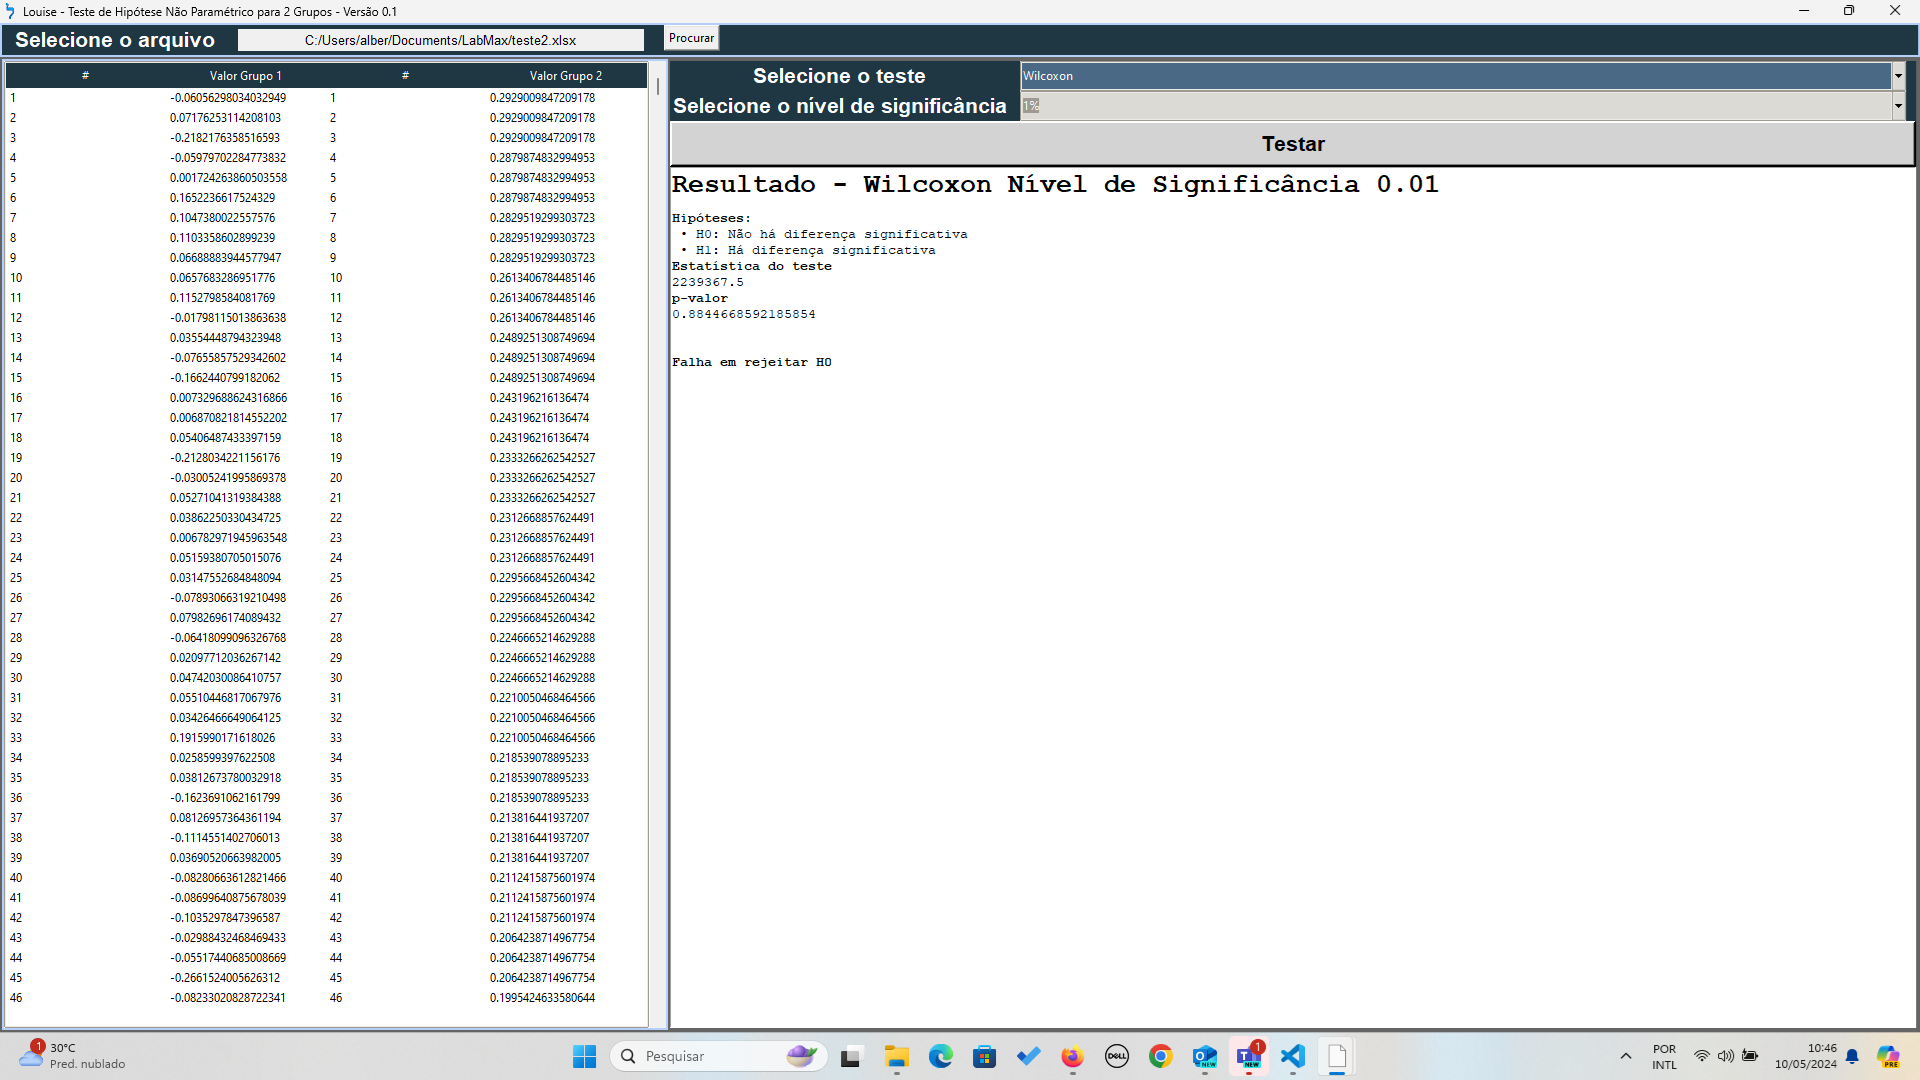 Louise - Teste de Hipótese Não Paramétrico para 2 Grupos - Versão 0.1
Selecione o arquivo C:/Users/alber/Documents/LabMax/teste2.xlsx Procurar
# Valor Grupo 1 # Valor Grupo 2
1 -0.06056298034032949 1 0.2929009847209178
2 0.07176253114208103 2 0.2929009847209178
3 -0.2182176358516593 3 0.2929009847209178
4 -0.05979702284773832 4 0.2879874832994953
5 0.001724263860503558 5 0.2879874832994953
6 0.1652236617524329 6 0.2879874832994953
7 0.1047380022557576 7 0.2829519299303723
8 0.1103358602899239 8 0.2829519299303723
9 0.06688883944577947 9 0.2829519299303723
10 0.0657683286951776 10 0.2613406784485146
11 0.1152798584081769 11 0.2613406784485146
12 -0.01798115013863638 12 0.2613406784485146
13 0.03554448794323948 13 0.2489251308749694
14 -0.07655857529342602 14 0.2489251308749694
15 -0.1662440799182062 15 0.2489251308749694
16 0.007329688624316866 16 0.243196216136474
17 0.006870821814552202 17 0.243196216136474
18 0.05406487433397159 18 0.243196216136474
19 -0.2128034221156176 19 0.2333266262542527
20 -0.03005241995869378 20 0.2333266262542527
21 0.05271041319384388 21 0.2333266262542527
22 0.03862250330434725 22 0.2312668857624491
23 0.006782971945963548 23 0.2312668857624491
24 0.05159380705015076 24 0.2312668857624491
25 0.03147552684848094 25 0.2295668452604342
26 -0.07893066319210498 26 0.2295668452604342
27 0.07982696174089432 27 0.2295668452604342
28 -0.06418099096326768 28 0.2246665214629288
29 0.02097712036267142 29 0.2246665214629288
30 0.04742030086410757 30 0.2246665214629288
31 0.05510446817067976 31 0.2210050468464566
32 0.03426466649064125 32 0.2210050468464566
33 0.1915990171618026 33 0.2210050468464566
34 0.0258599397622508 34 0.218539078895233
35 0.03812673780032918 35 0.218539078895233
36 -0.1623691062161799 36 0.218539078895233
37 0.08126957364361194 37 0.213816441937207
38 -0.1114551402706013 38 0.213816441937207
39 0.03690520663982005 39 0.213816441937207
40 -0.08280663612821466 40 0.2112415875601974
41 -0.08699640875678039 41 0.2112415875601974
42 -0.1035297847396587 42 0.2112415875601974
43 -0.02988432468469433 43 0.2064238714967754
44 -0.05517440685008669 44 0.2064238714967754
45 -0.2661524005626312 45 0.2064238714967754
46 -0.08233020828722341 46 0.1995424633580644
Selecione o teste Wilcoxon
Selecione o nível de significância 1%
Testar
Resultado - Wilcoxon Nível de Significância 0.01
Hipóteses:
• H0: Não há diferença significativa
• H1: Há diferença significativa
Estatística do teste
2239367.5
p-valor
0.8844668592185854
Falha em rejeitar H0
1
30°C
Pred. nublado
Pesquisar
DELL
NEW
1
NEW
POR
INTL
10:46
10/05/2024
PRE